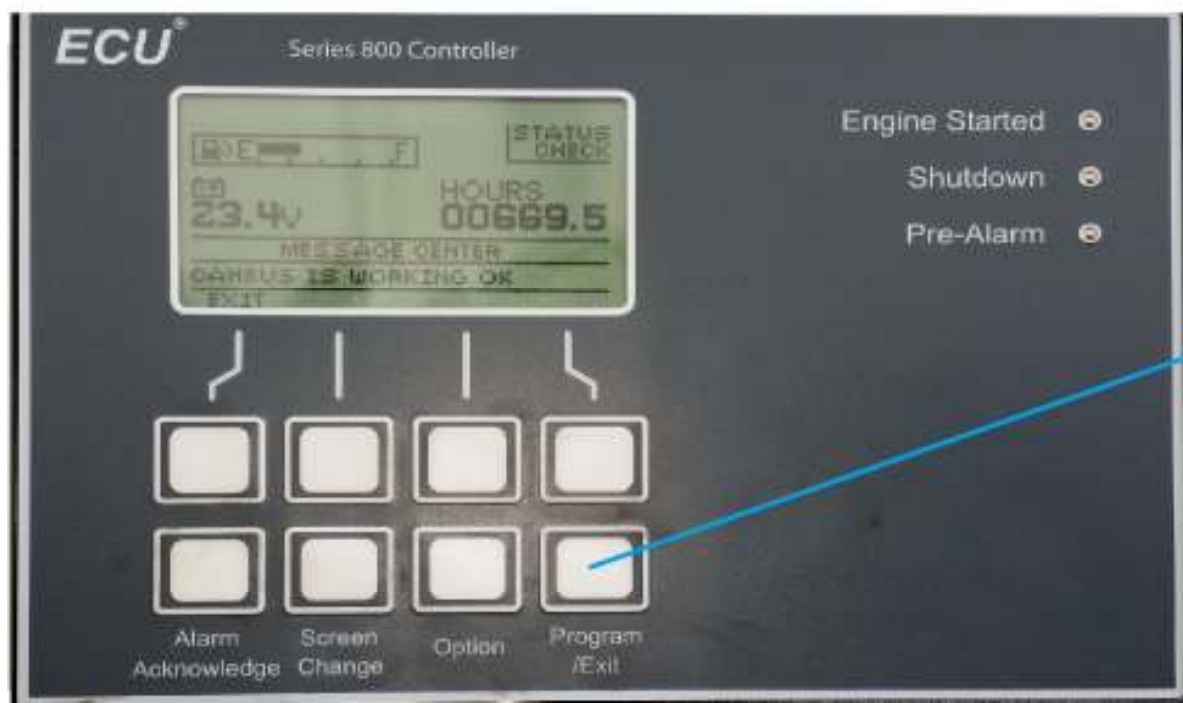 ECU®
Series 800 Controller
E F
STATUS
CHECK
HOURS
23.4V
00669.5
MESSAGE CENTER
CANBUS IS WORKING OK
EXIT
Engine Started
Shutdown
Pre-Alarm
Alarm
Acknowledge
Screen
Change
Option
Program
/Exit